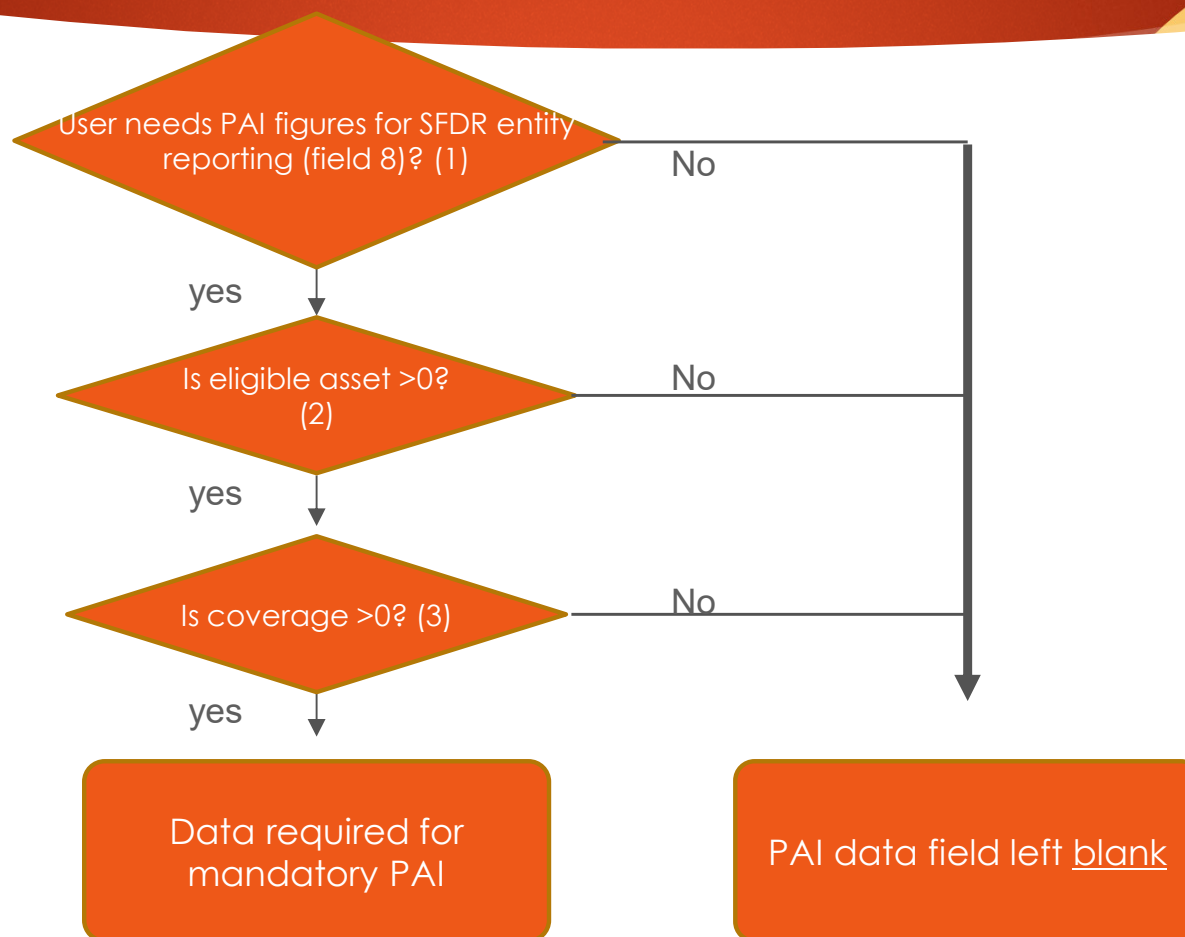 User needs PAI figures for SFDR entity
reporting (field 8)? (1)
No
yes
Is eligible asset >0?
(2)
No
yes
Is coverage >0? (3)
No
yes
Data required for
mandatory PAI
PAI data field left blank